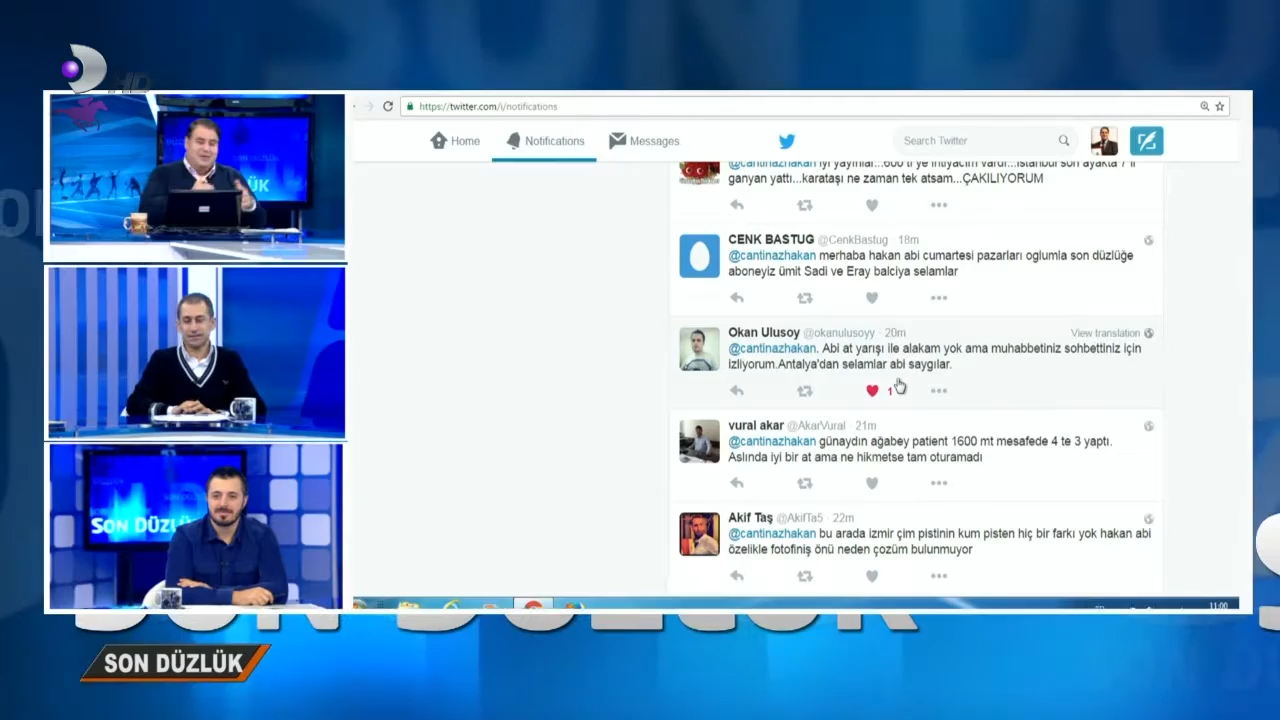 HD
https://twitter.com/i/notifications
Home
Notifications
Messages
Search Twitter
@cantinazhakan iyi yayınlar...600 tl ye ihtiyacım vardı...istanbul son ayakta 7 li
ganyan yattı...karataşı ne zaman tek atsam...ÇAKILIYORUM
CENK BASTUG @CenkBastug 18m
@cantinazhakan merhaba hakan abi cumartesi pazarları oglumla son düzlüğe
aboneyiz ümit Sadi ve Eray balciya selamlar
Okan Ulusoy @okanulusoyy · 20m
View translation
@cantinazhakan. Abi at yarışı ile alakam yok ama muhabbetiniz sohbettiniz için
izliyorum.Antalya'dan selamlar abi saygılar.
1
vural akar @AkarVural · 21m
@cantinazhakan günaydın ağabey patient 1600 mt mesafede 4 te 3 yaptı.
Aslında iyi bir at ama ne hikmetse tam oturamadı
Akif Taş @AkifTa5 · 22m
@cantinazhakan bu arada izmir çim pistinin kum pisten hiç bir farkı yok hakan abi
özelikle fotofiniş önü neden çozüm bulunmuyor
11:00
SON DÜZLÜK
SON DÜZLÜK